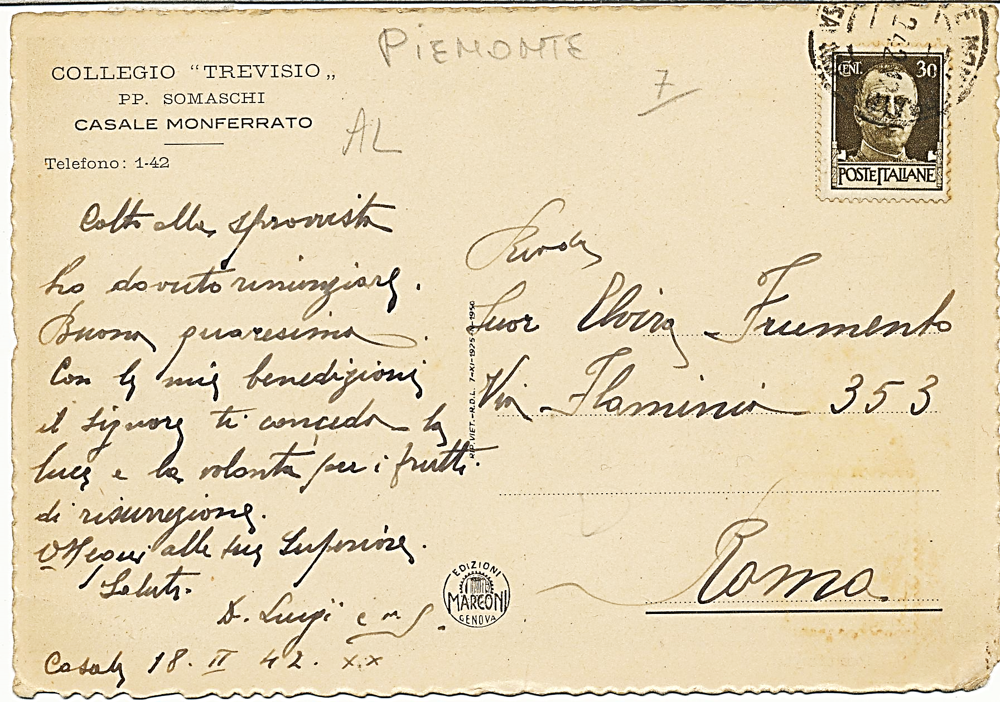 PIEMONTE
COLLEGIO "TREVISIO„
PP. SOMASCHI
CASALE MONFERRATO
AL
Telefono: 1-42
7
CENT. 30
POSTE ITALIANE
Colto alla sprovvista
ho dovuto rinunziare.
Buona quaresima.
Con la mia benedizione
il Signore ti conceda la
luce e la volontà per i frutti
di risurrezione.
Ossequi alla tua Superiora.
Saluti.
D. Luigi c m
Casale 18. II 42. XX
RIP. VIET. - R.D.L. 7-XI-1925 N-1950
EDIZIONI
MARCONI
GENOVA
Rev.da
Suor Elvira Frumento
Via Flaminia 353
Roma